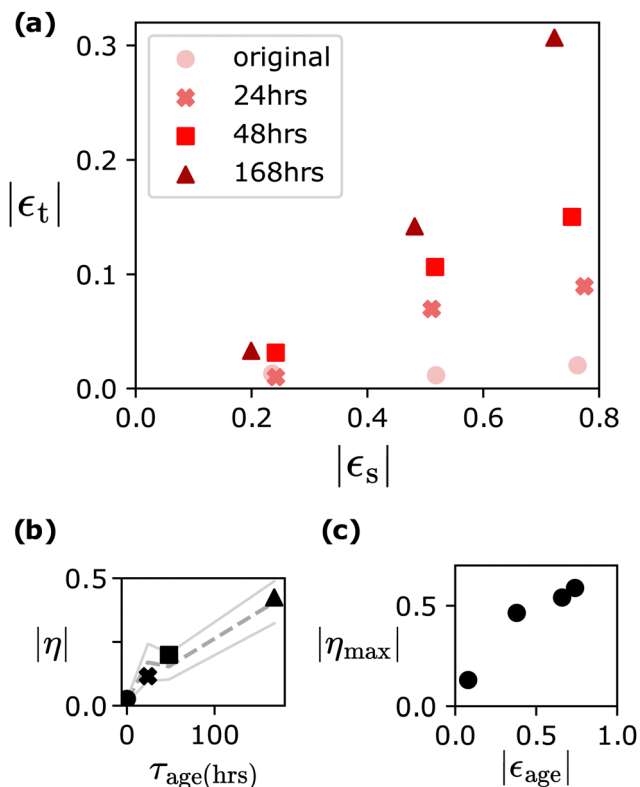 (a)
0.3
0.2
0.1
0.0
|ϵt|
original
24hrs
48hrs
168hrs
0.0 0.2 0.4 0.6 0.8
|ϵs|
(b)
0.5
0.0
|η|
0 100
τage(hrs)
(c)
0.5
0.0
|ηmax|
0.0 0.5 1.0
|ϵage|